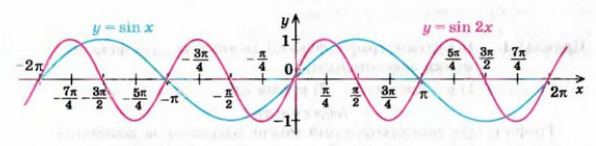 y = sin x
y
y = sin 2x
-2π
-3π/4
-π/4
1
0
5π/4
3π/2
7π/4
-7π/4
-3π/2
-5π/4
-π
-π/2
π/4
π/2
3π/4
π
2π
x
-1